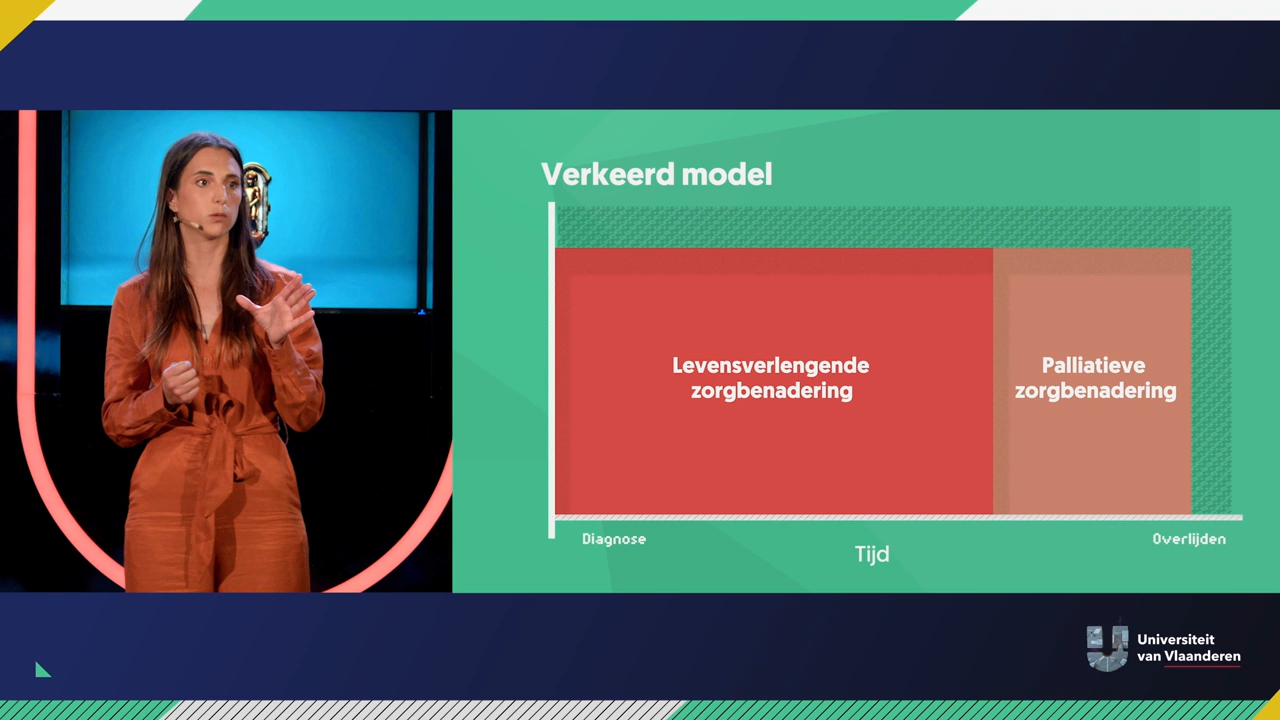 Verkeerd model
Levensverlengende
zorgbenadering
Palliatieve
zorgbenadering
Diagnose
Tijd
Overlijden
Universiteit
van Vlaanderen